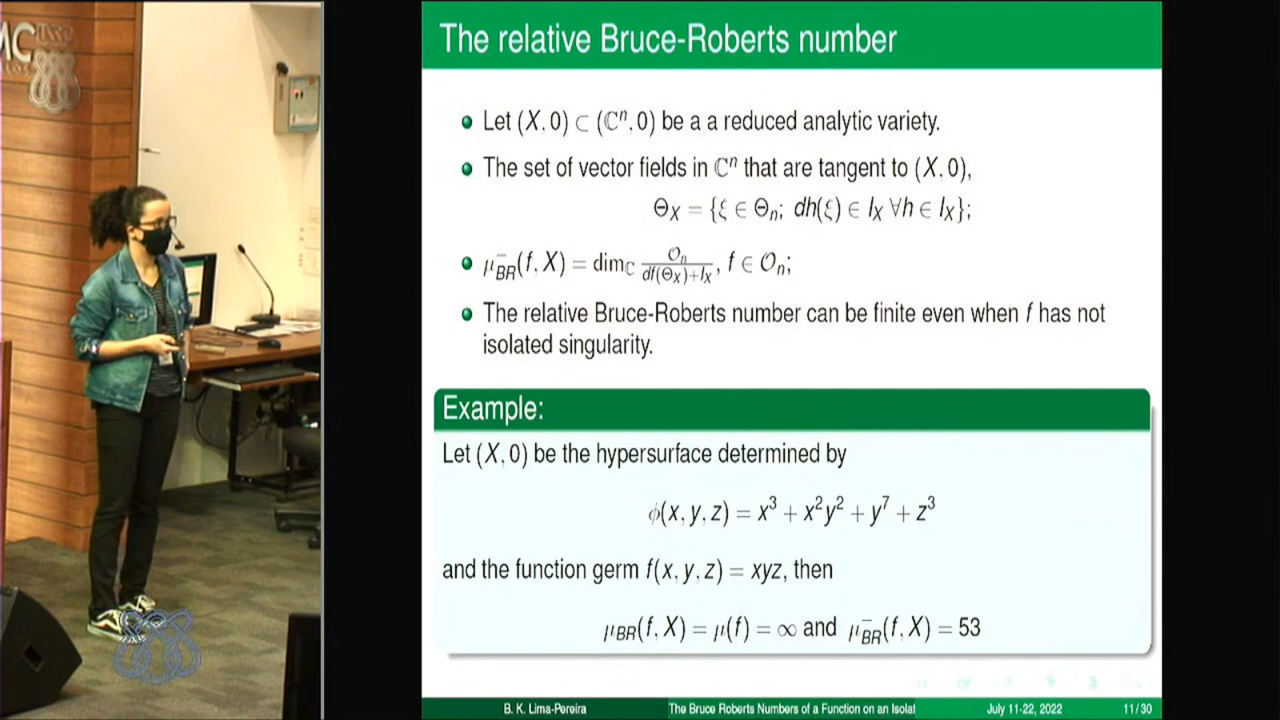 MC
The relative Bruce-Roberts number
Let (X, 0) ⊂ (ℂⁿ, 0) be a a reduced analytic variety.
The set of vector fields in ℂⁿ that are tangent to (X, 0),
Θ_X = {ξ ∈ Θ_n; dh(ξ) ∈ I_X ∀h ∈ I_X};
μ⁻_BR(f, X) = dim_ℂ 𝒪_n / (df(Θ_X)+I_X), f ∈ 𝒪_n;
The relative Bruce-Roberts number can be finite even when f has not
isolated singularity.
Example:
Let (X, 0) be the hypersurface determined by
ϕ(x, y, z) = x³ + x²y² + y⁷ + z³
and the function germ f(x, y, z) = xyz, then
μ_BR(f, X) = μ(f) = ∞ and μ⁻_BR(f, X) = 53
B. K. Lima-Pereira The Bruce Roberts Numbers of a Function on an Isolat July 11-22, 2022 11/30